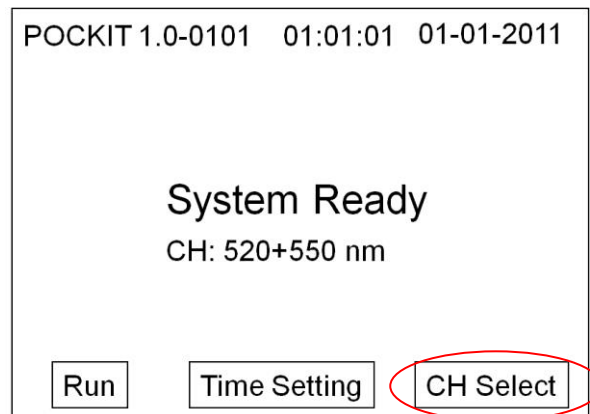 POCKIT 1.0-0101 01:01:01 01-01-2011
System Ready
CH: 520+550 nm
Run Time Setting CH Select